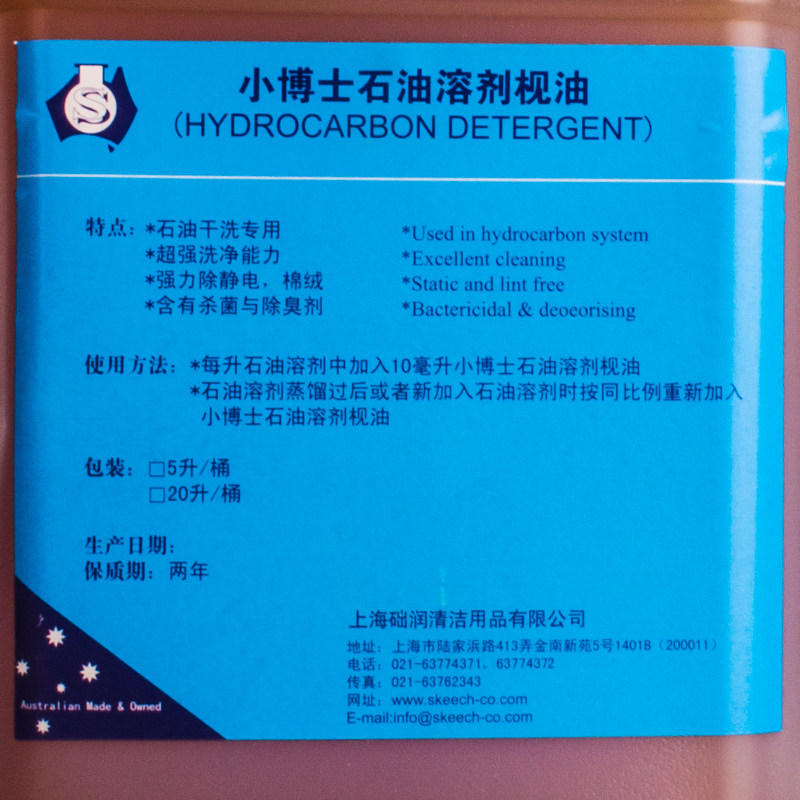 S
小博士石油溶剂枧油
(HYDROCARBON DETERGENT)
特点：*石油干洗专用 *Used in hydrocarbon system
*超强洗净能力 *Excellent cleaning
*强力除静电，棉绒 *Static and lint free
*含有杀菌与除臭剂 *Bactericidal & deoeorising
使用方法：*每升石油溶剂中加入10毫升小博士石油溶剂枧油
*石油溶剂蒸馏过后或者新加入石油溶剂时按同比例重新加入
小博士石油溶剂枧油
包装：□5升/桶
□20升/桶
生产日期：
保质期：两年
上海础润清洁用品有限公司
地址：上海市陆家浜路413弄金南新苑5号1401B（200011）
电话：021-63774371、63774372
传真：021-63762343
网址：www.skeech-co.com
E-mail:info@skeech-co.com
Australian Made & Owned